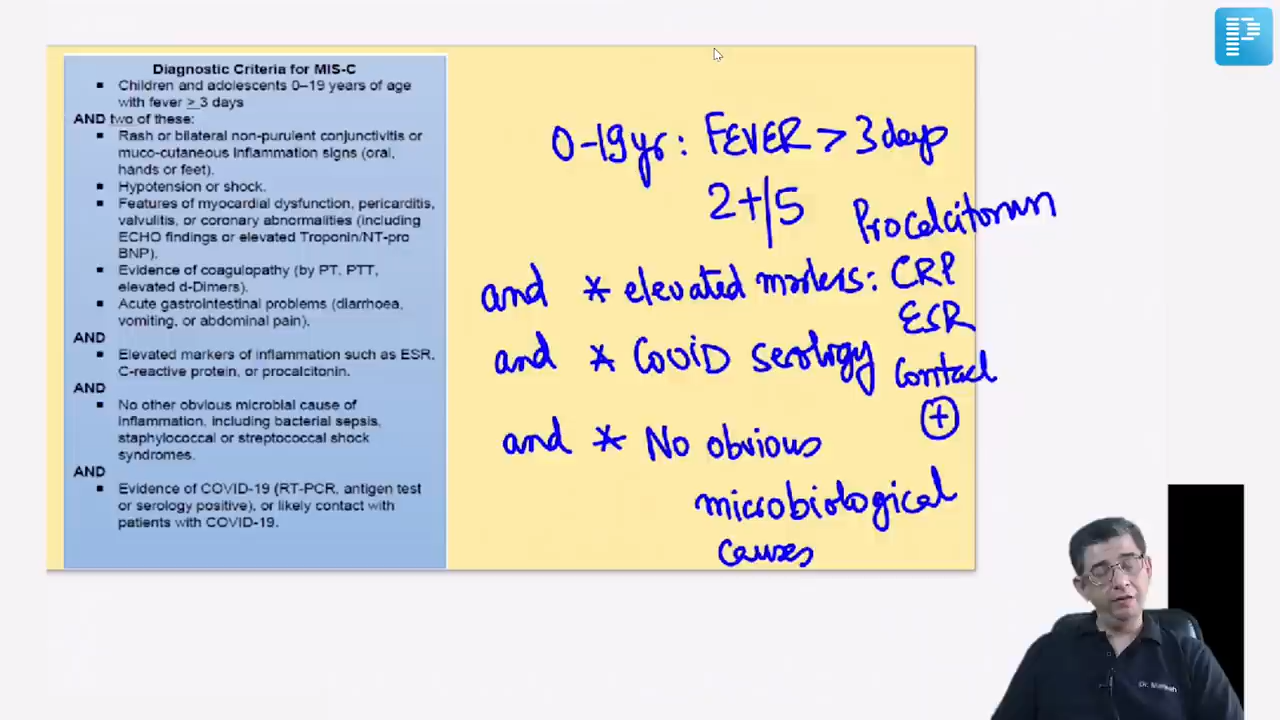 Diagnostic Criteria for MIS-C
▪ Children and adolescents 0–19 years of age
with fever ≥ 3 days
AND two of these:
▪ Rash or bilateral non-purulent conjunctivitis or
muco-cutaneous inflammation signs (oral,
hands or feet).
▪ Hypotension or shock.
▪ Features of myocardial dysfunction, pericarditis,
valvulitis, or coronary abnormalities (including
ECHO findings or elevated Troponin/NT-pro
BNP).
▪ Evidence of coagulopathy (by PT, PTT,
elevated d-Dimers).
▪ Acute gastrointestinal problems (diarrhoea,
vomiting, or abdominal pain).
AND
▪ Elevated markers of inflammation such as ESR,
C-reactive protein, or procalcitonin.
AND
▪ No other obvious microbial cause of
inflammation, including bacterial sepsis,
staphylococcal or streptococcal shock
syndromes.
AND
▪ Evidence of COVID-19 (RT-PCR, antigen test
or serology positive), or likely contact with
patients with COVID-19.
0-19yr: FEVER > 3 days
2+/5
Procalcitonin
and * elevated markers: CRP
ESR
and * COVID serology
Contact
+
and * No obvious
microbiological
causes
P